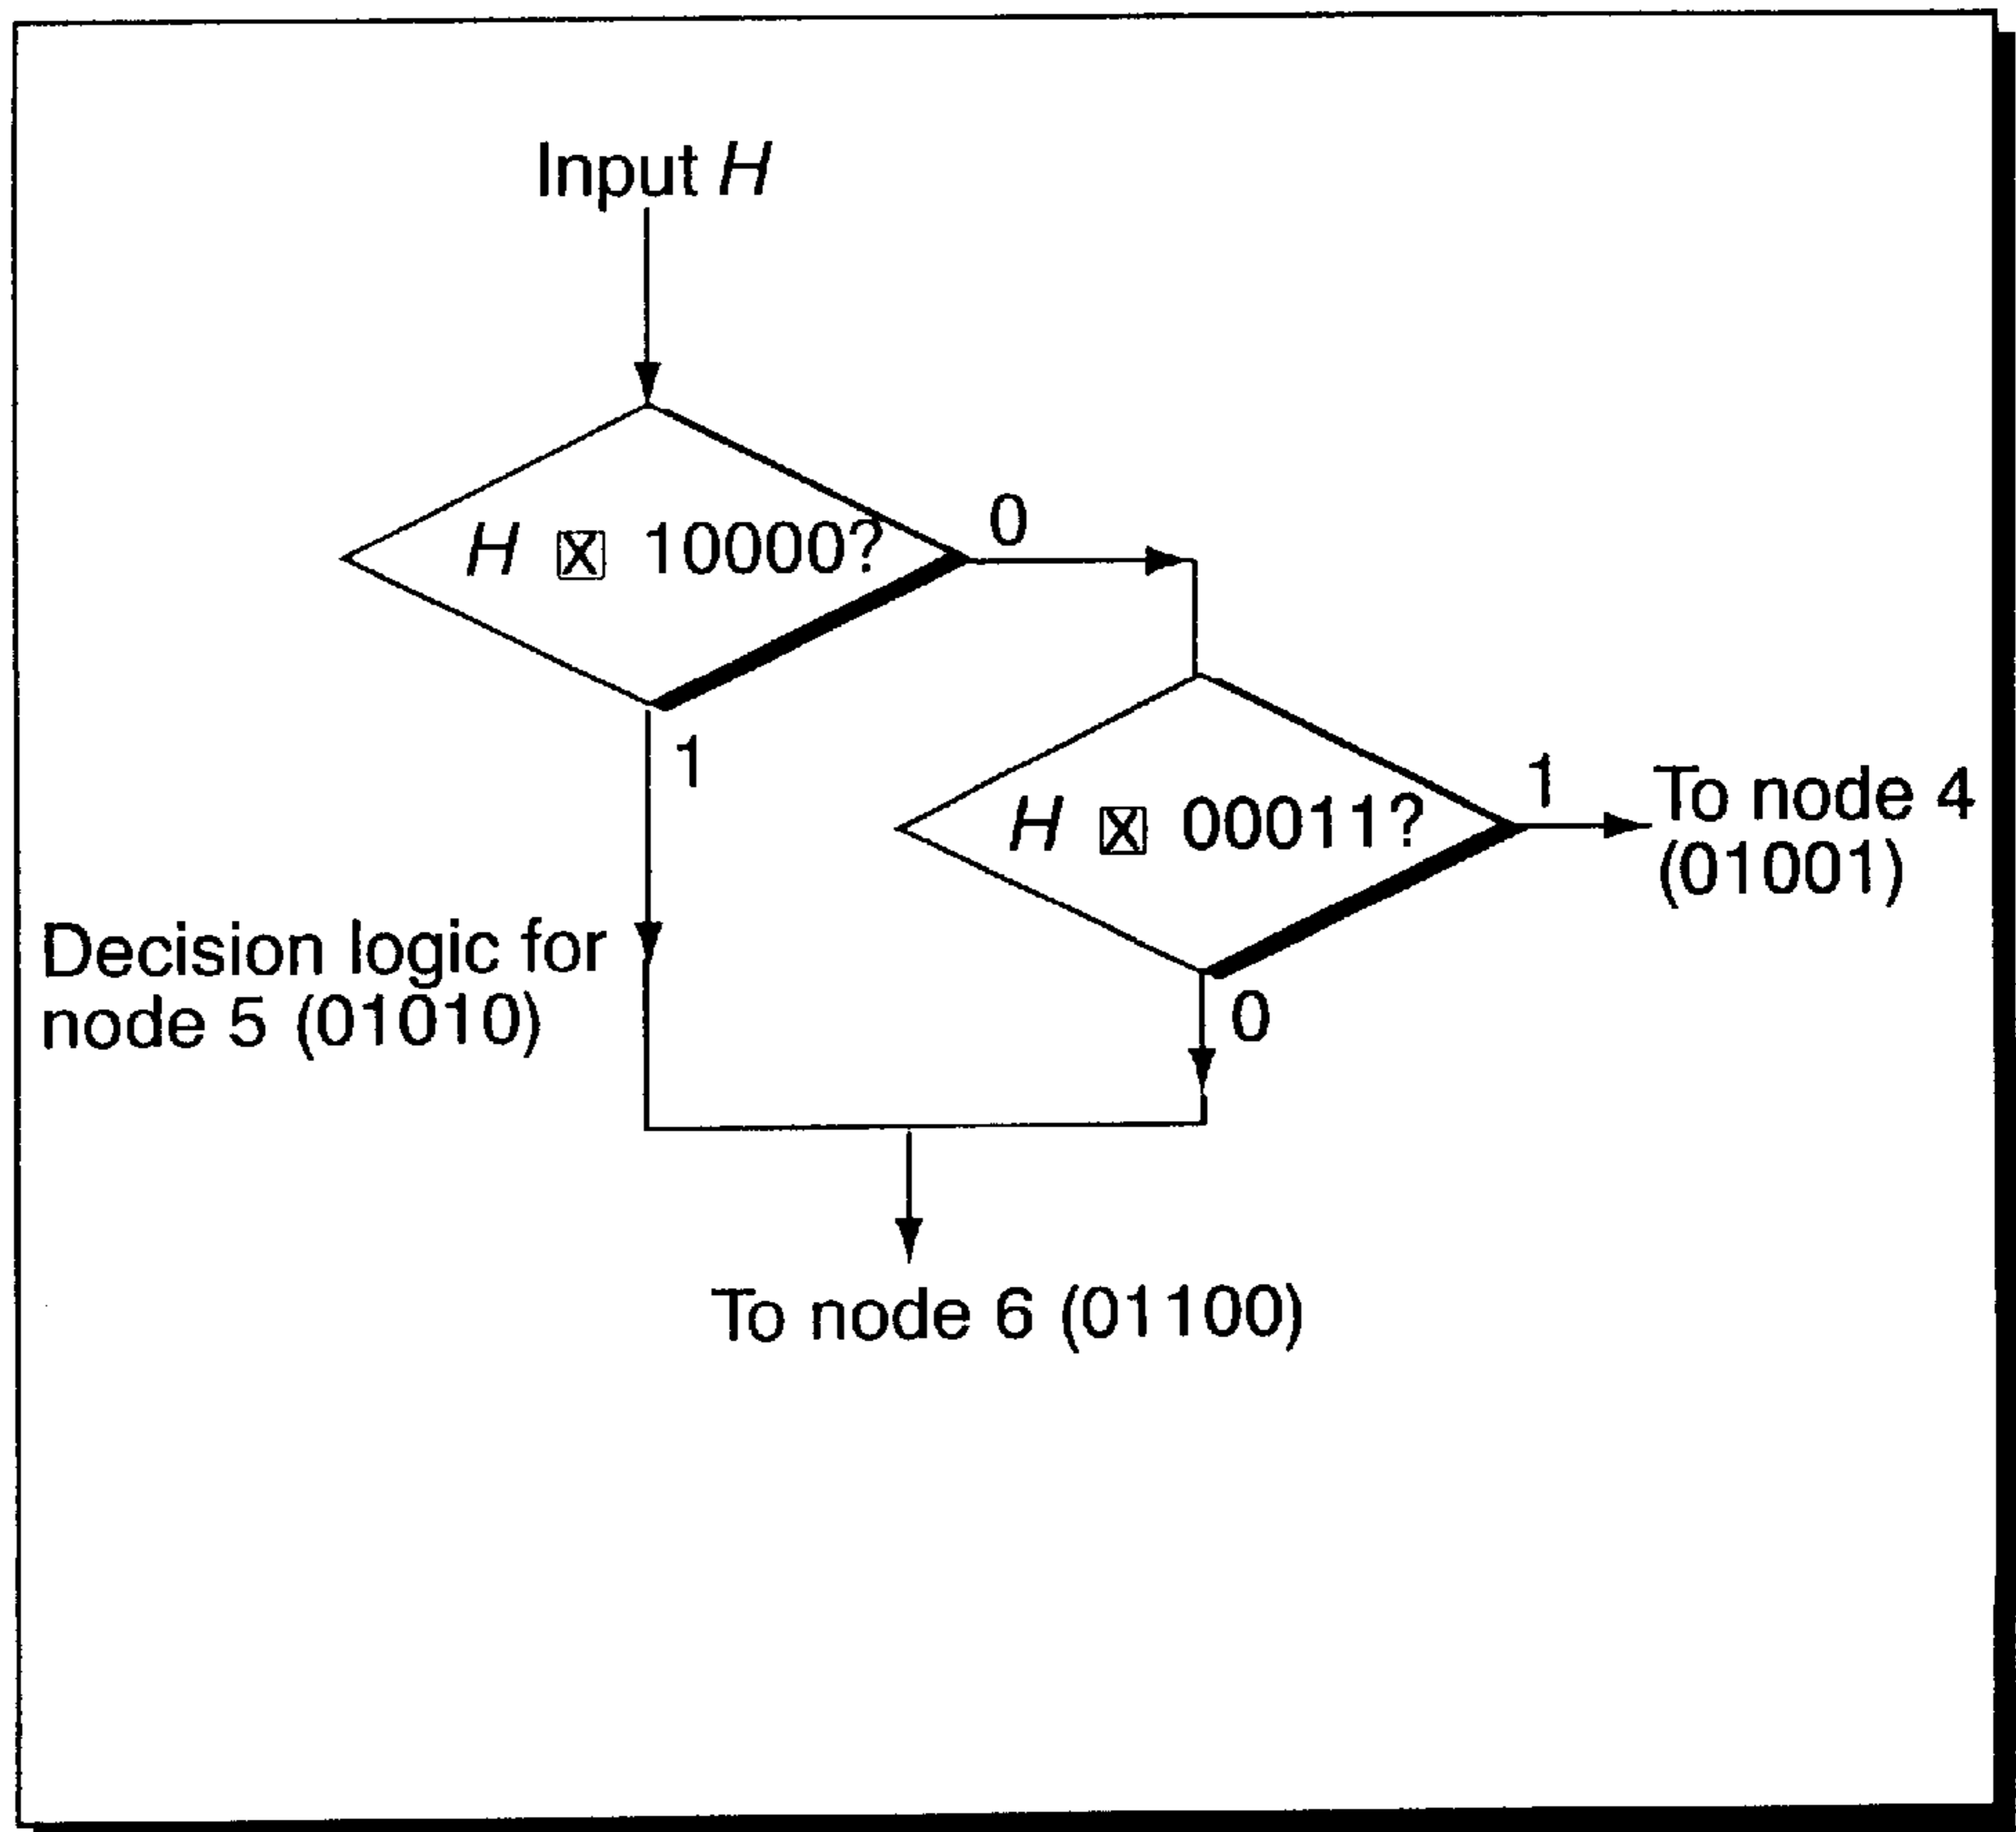 Input H
H ☒ 10000?
0
1
H ☒ 00011?
1
To node 4
(01001)
Decision logic for
node 5 (01010)
0
To node 6 (01100)